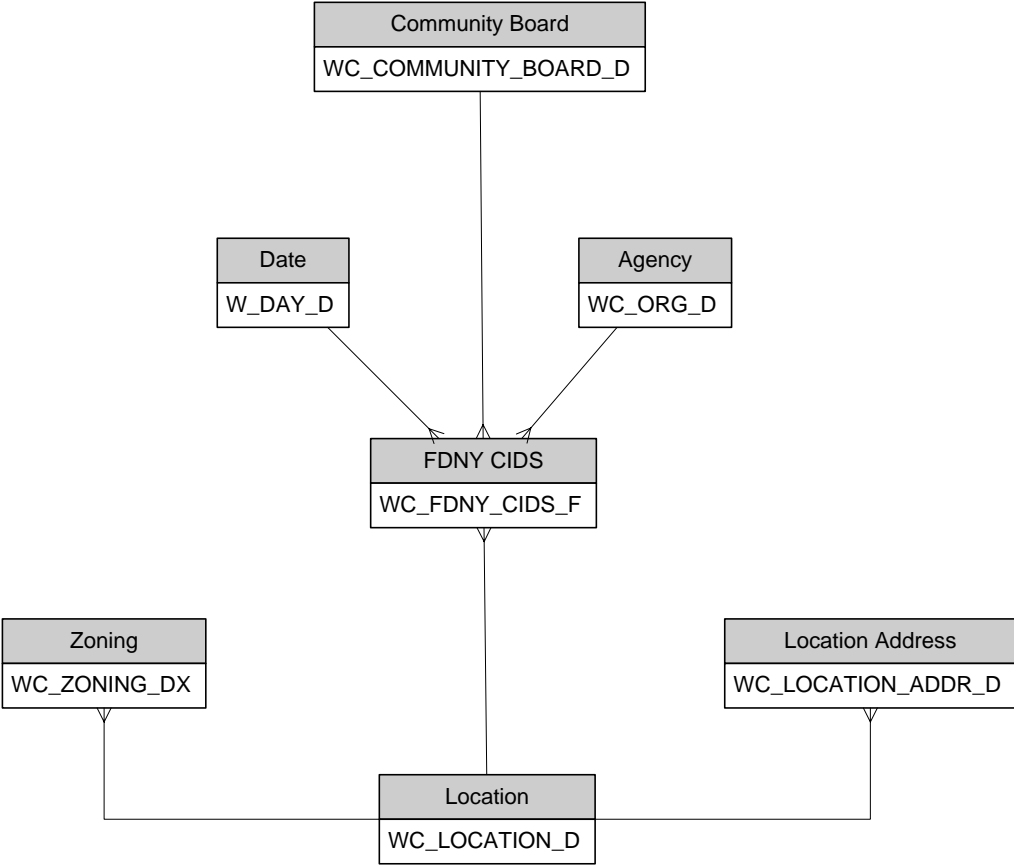 Community Board
WC_COMMUNITY_BOARD_D
Date
W_DAY_D
Agency
WC_ORG_D
FDNY CIDS
WC_FDNY_CIDS_F
Zoning
WC_ZONING_DX
Location Address
WC_LOCATION_ADDR_D
Location
WC_LOCATION_D